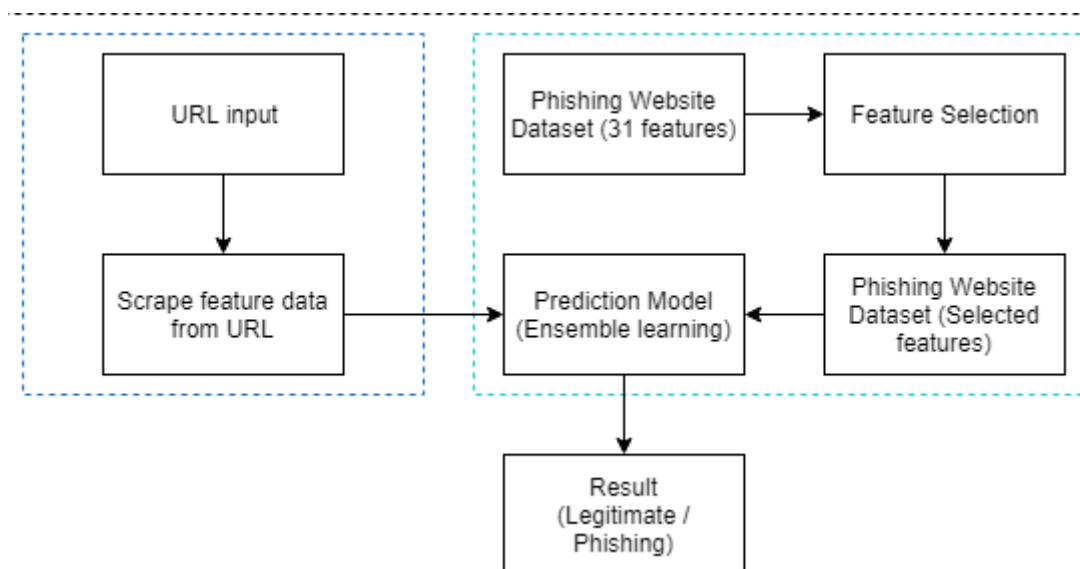 URL input
Phishing Website
Dataset (31 features)
Feature Selection
Scrape feature data
from URL
Prediction Model
(Ensemble learning)
Phishing Website
Dataset (Selected
features)
Result
(Legitimate /
Phishing)